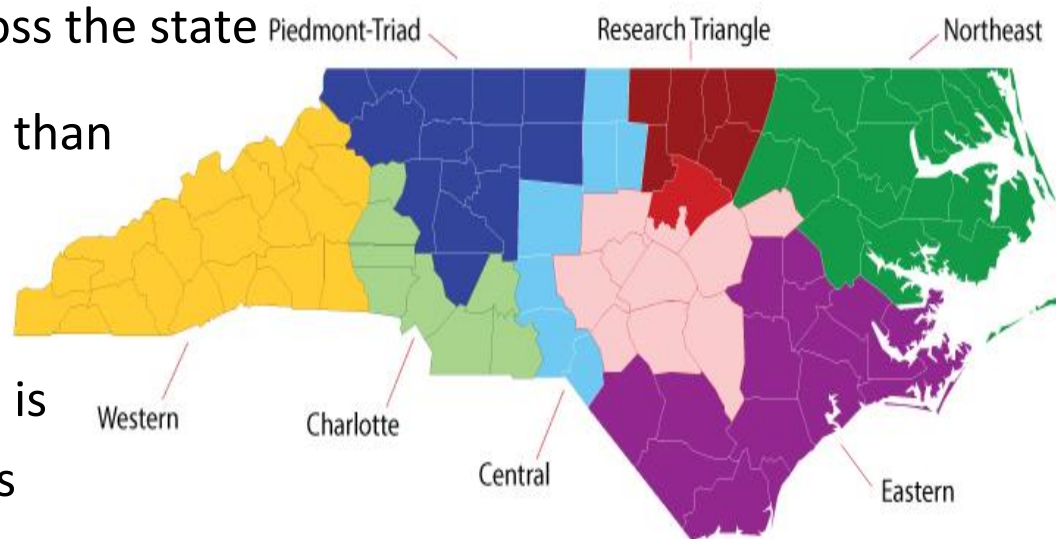 oss the state
Piedmont-Triad
Research Triangle
Northeast
than
is
Western
Charlotte
Central
s
Eastern